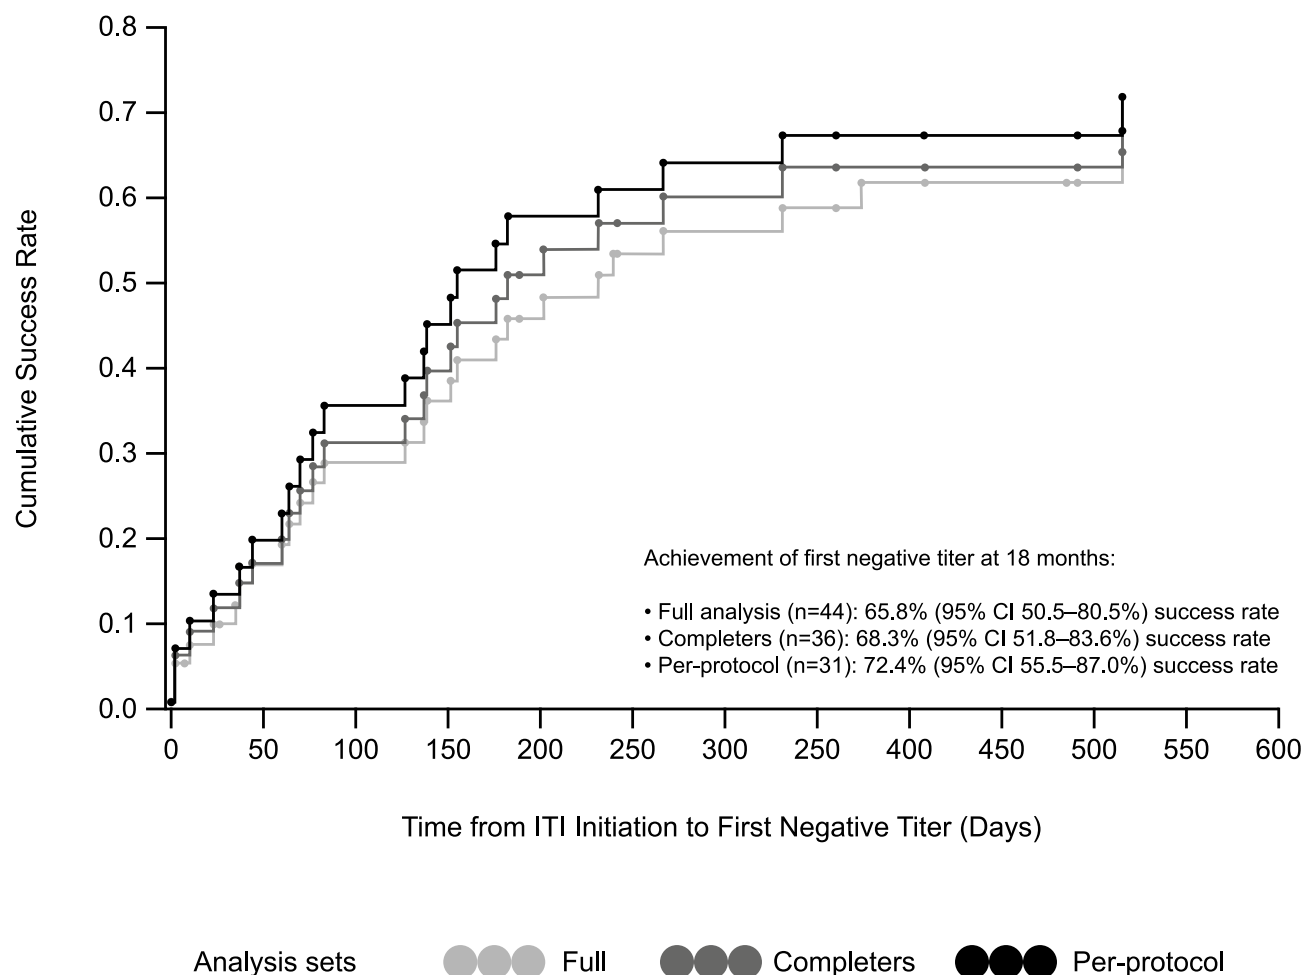 0.8
0.7
0.6
0.5
0.4
0.3
0.2
0.1
0.0
Cumulative Success Rate
Achievement of first negative titer at 18 months:
• Full analysis (n=44): 65.8% (95% CI 50.5–80.5%) success rate
• Completers (n=36): 68.3% (95% CI 51.8–83.6%) success rate
• Per-protocol (n=31): 72.4% (95% CI 55.5–87.0%) success rate
0 50 100 150 200 250 300 250 400 450 500 550 600
Time from ITI Initiation to First Negative Titer (Days)
Analysis sets Full Completers Per-protocol